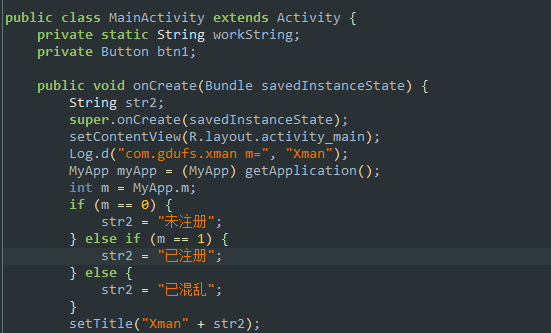 public class MainActivity extends Activity {
private static String workString;
private Button btn1;
public void onCreate(Bundle savedInstanceState) {
String str2;
super.onCreate(savedInstanceState);
setContentView(R.layout.activity_main);
Log.d("com.gdufs.xman m=", "Xman");
MyApp myApp = (MyApp) getApplication();
int m = MyApp.m;
if (m == 0) {
str2 = "未注册";
} else if (m == 1) {
str2 = "已注册";
} else {
str2 = "已混乱";
}
setTitle("Xman" + str2);